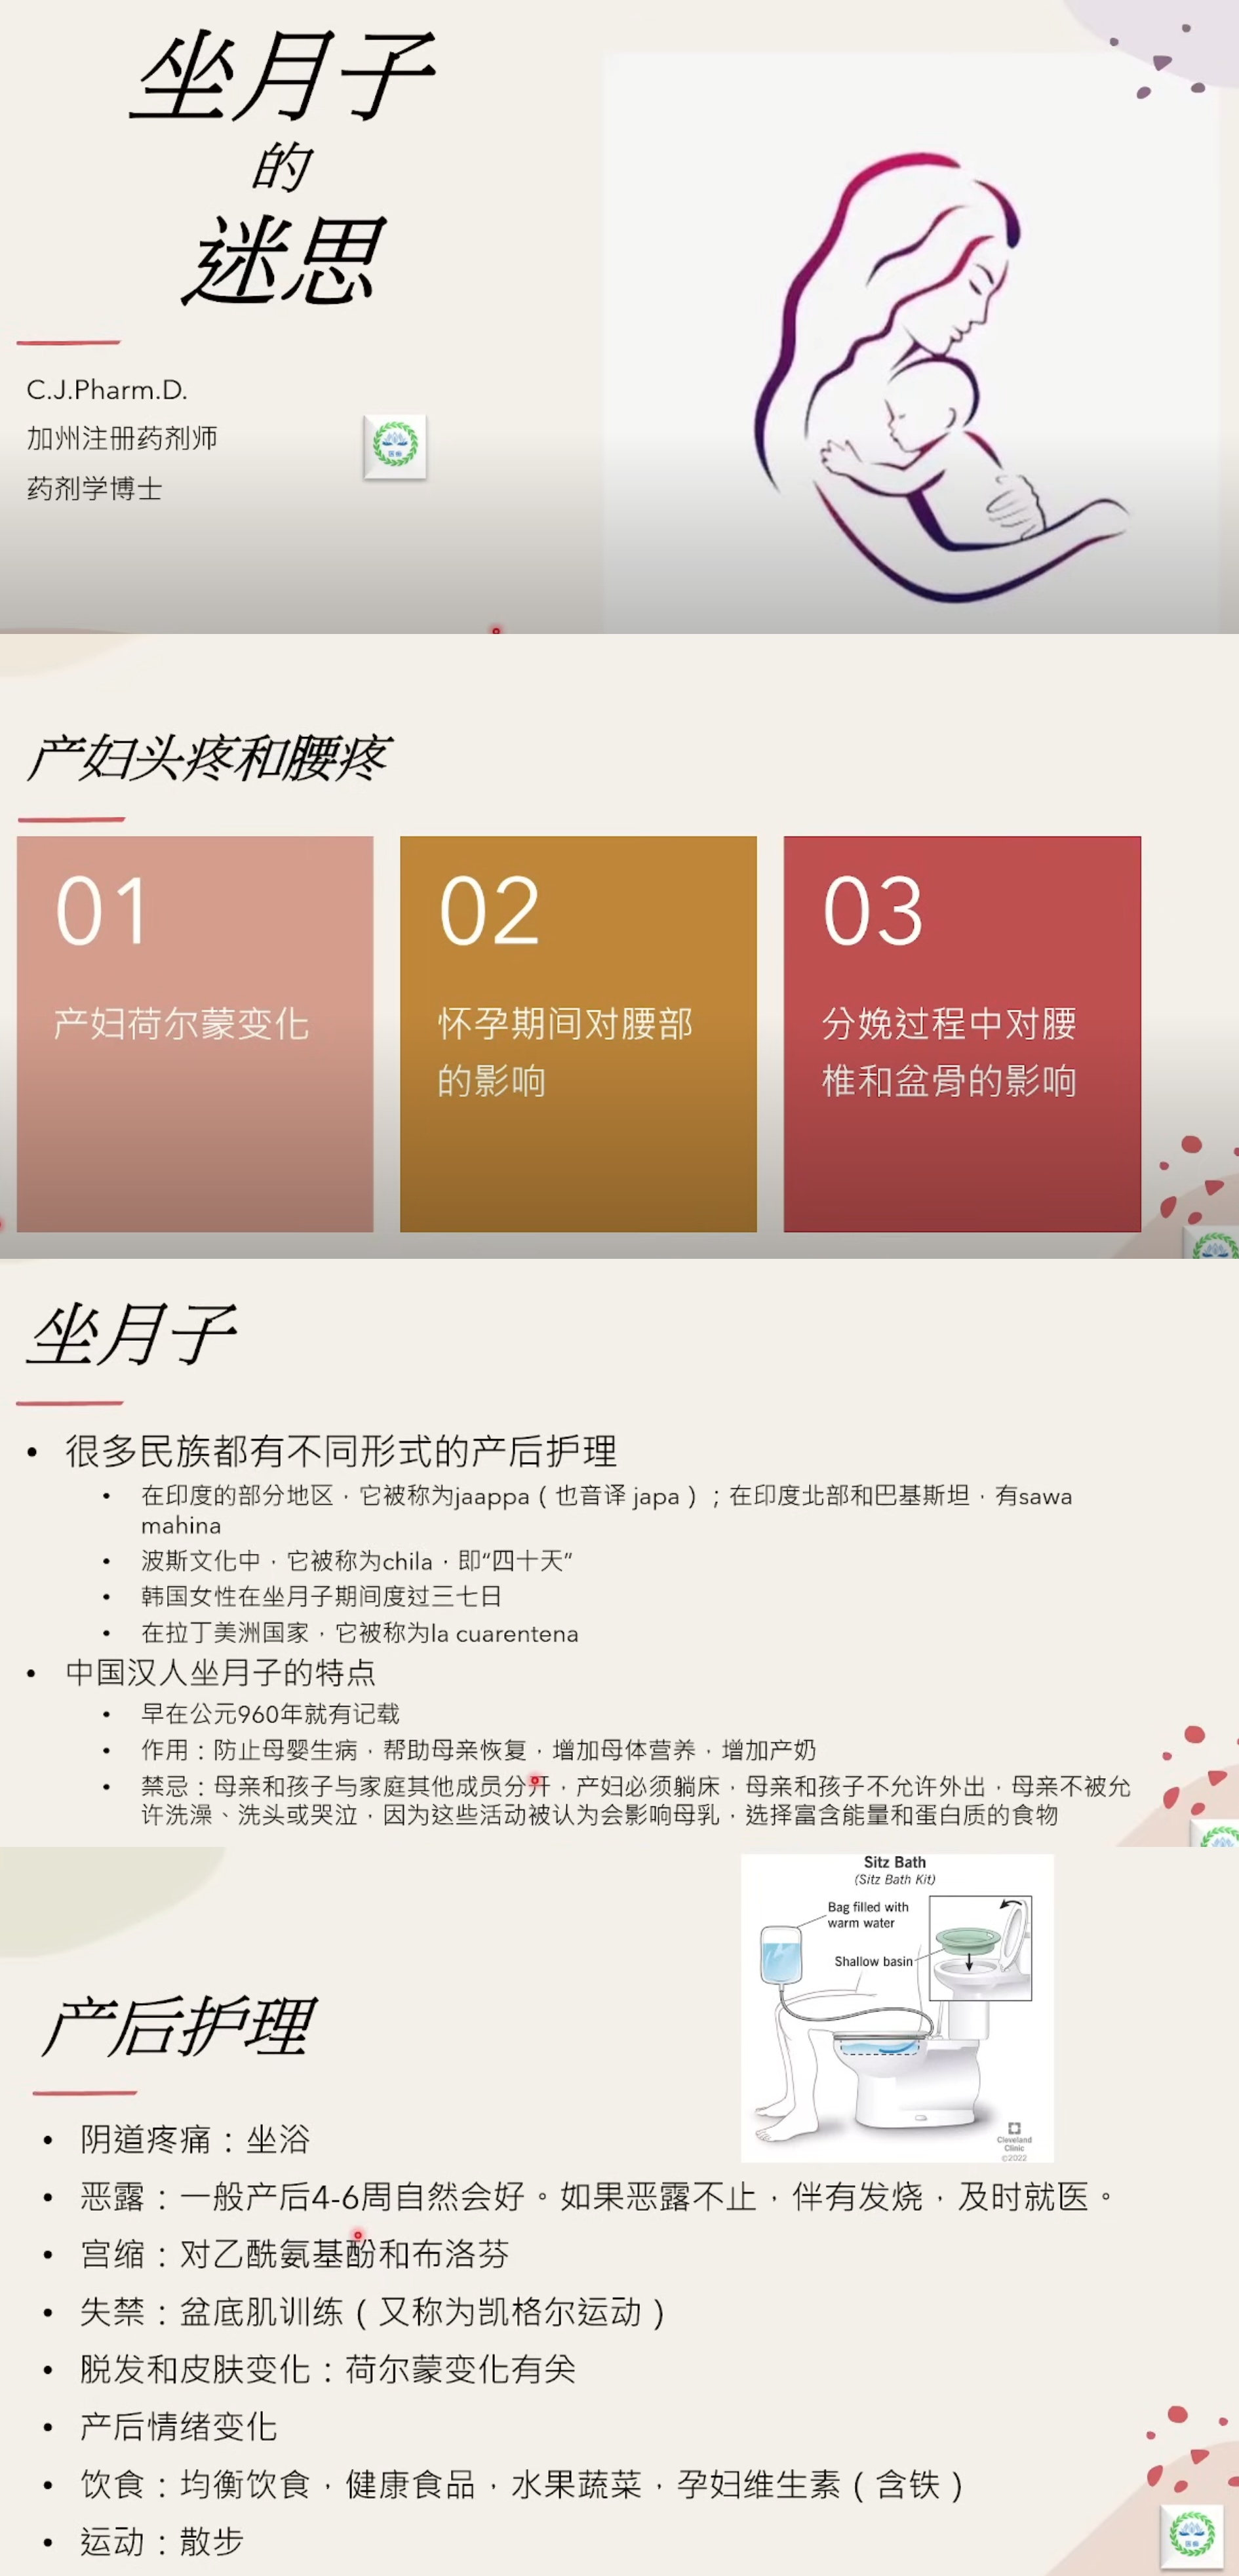 坐月子
的
迷思
C.J.Pharm.D.
加州注册药剂师
药剂学博士
产妇头疼和腰疼
01
产妇荷尔蒙变化
02
怀孕期间对腰部
的影响
03
分娩过程中对腰
椎和盆骨的影响
坐月子
• 很多民族都有不同形式的产后护理
• 在印度的部分地区，它被称为jaappa（也音译 japa）；在印度北部和巴基斯坦，有sawa
mahina
• 波斯文化中，它被称为chila，即“四十天”
• 韩国女性在坐月子期间度过三七日
• 在拉丁美洲国家，它被称为la cuarentena
• 中国汉人坐月子的特点
• 早在公元960年就有记载
• 作用：防止母婴生病，帮助母亲恢复，增加母体营养，增加产奶
• 禁忌：母亲和孩子与家庭其他成员分开，产妇必须躺床，母亲和孩子不允许外出，母亲不被允
许洗澡、洗头或哭泣，因为这些活动被认为会影响母乳，选择富含能量和蛋白质的食物
Sitz Bath
(Sitz Bath Kit)
Bag filled with
warm water
Shallow basin
Cleveland
Clinic
©2022
产后护理
• 阴道疼痛：坐浴
• 恶露：一般产后4-6周自然会好。如果恶露不止，伴有发烧，及时就医。
• 宫缩：对乙酰氨基酚和布洛芬
• 失禁：盆底肌训练（又称为凯格尔运动）
• 脱发和皮肤变化：荷尔蒙变化有关
• 产后情绪变化
• 饮食：均衡饮食，健康食品，水果蔬菜，孕妇维生素（含铁）
• 运动：散步